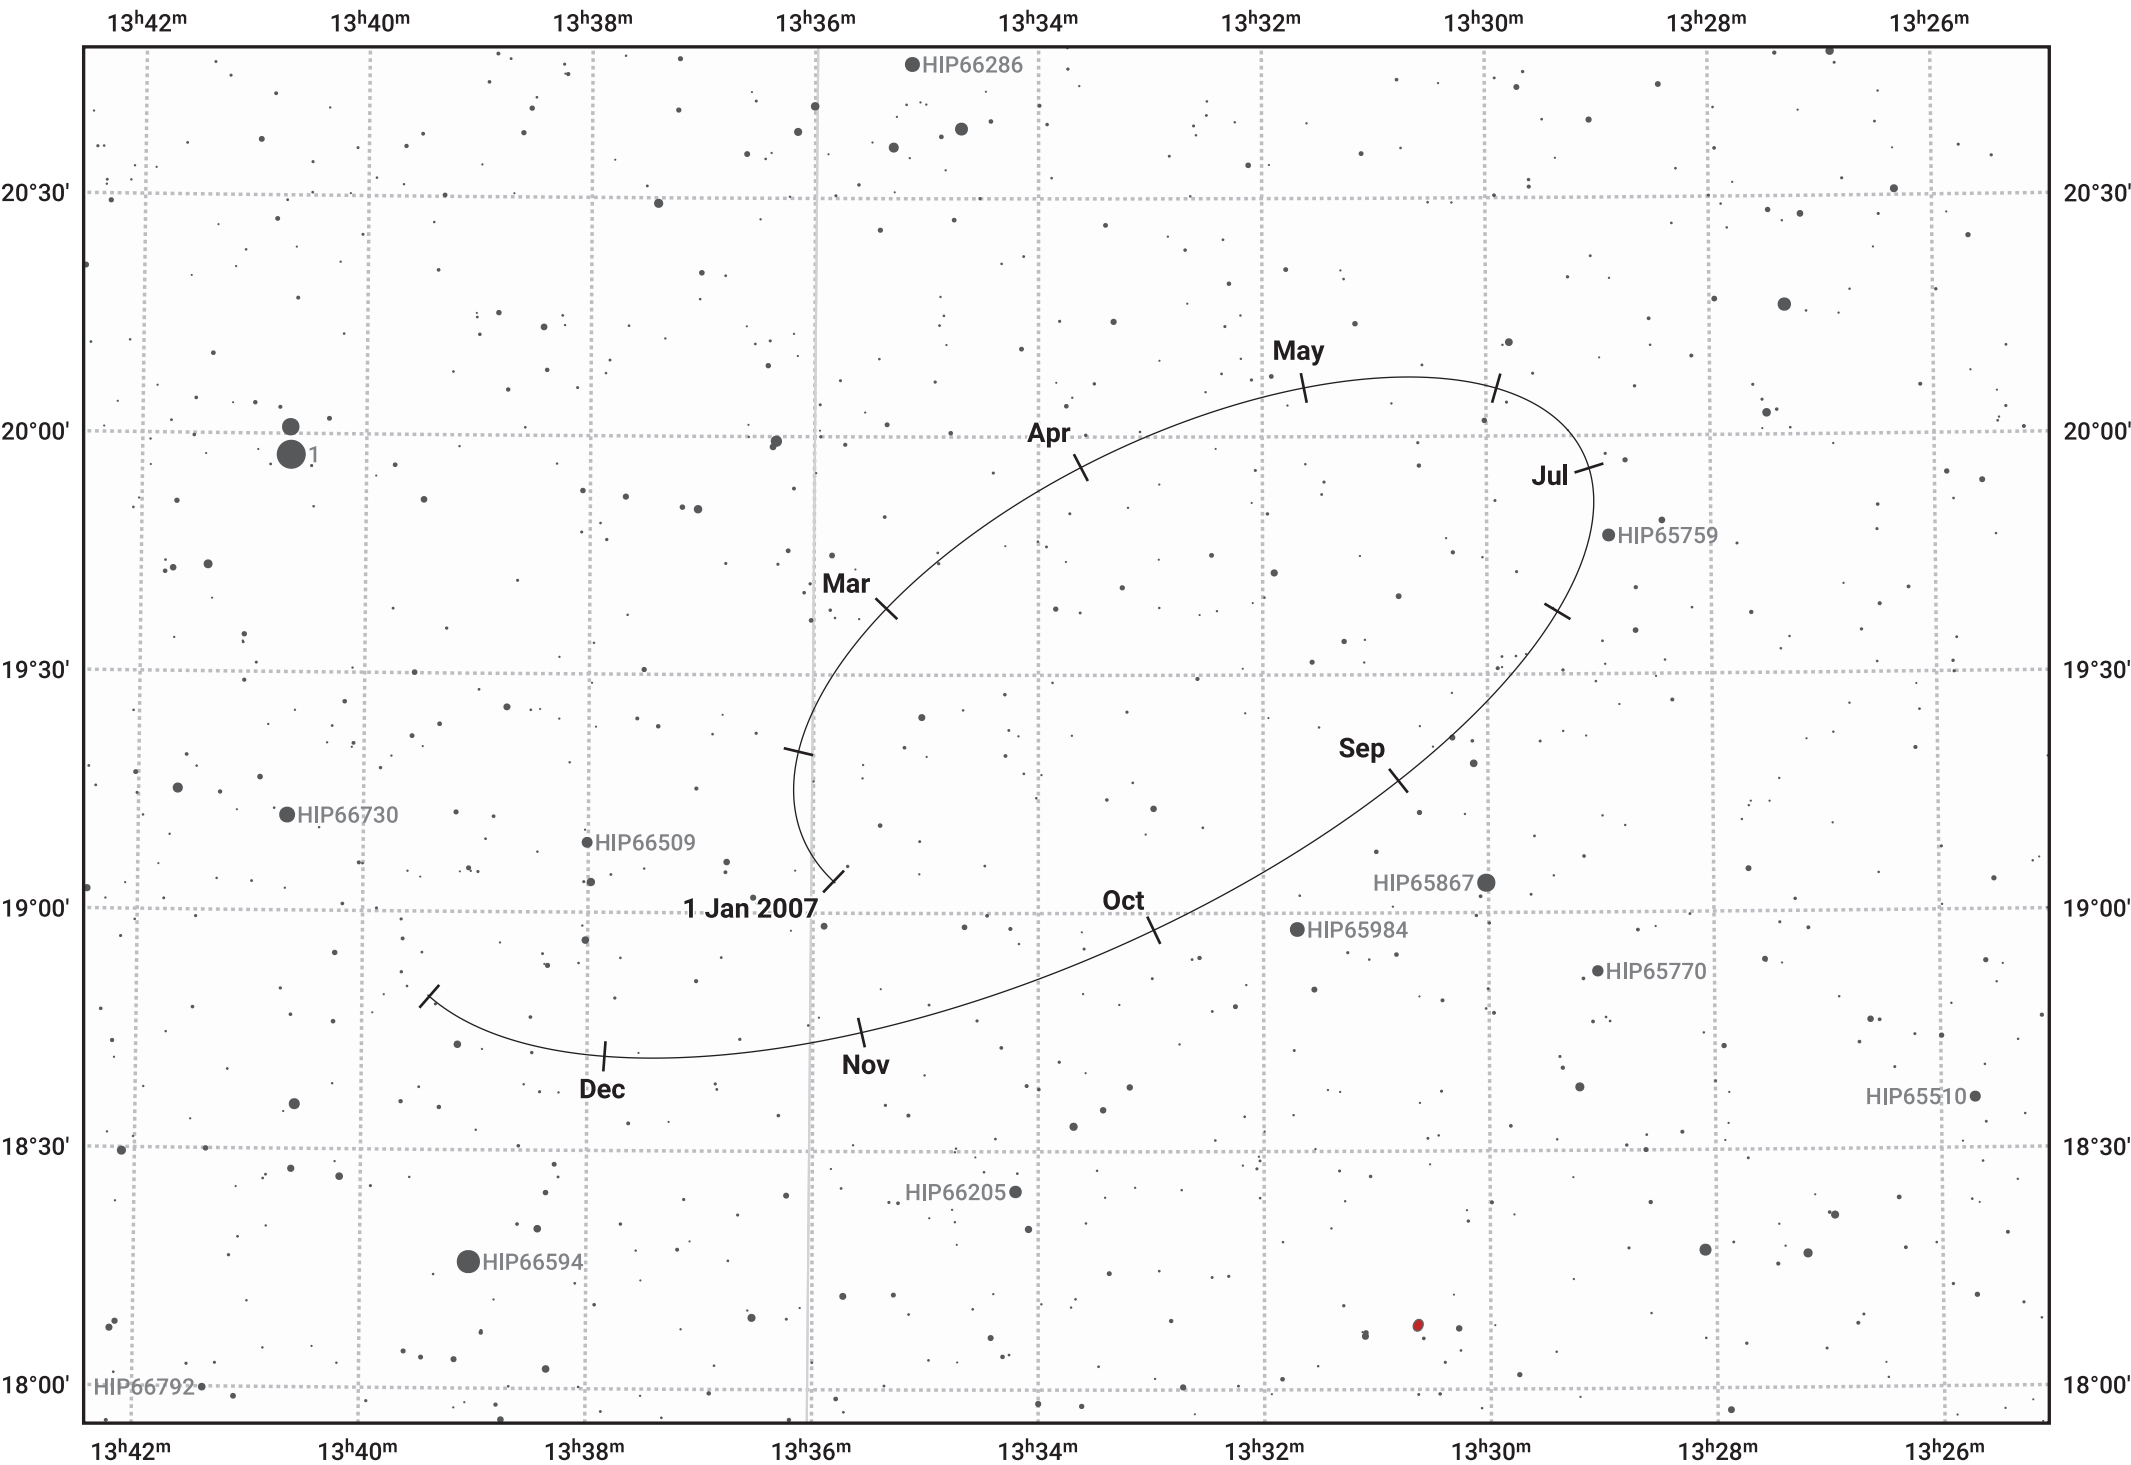 13ʰ42ᵐ 13ʰ40ᵐ 13ʰ38ᵐ 13ʰ36ᵐ 13ʰ34ᵐ 13ʰ32ᵐ 13ʰ30ᵐ 13ʰ28ᵐ 13ʰ26ᵐ
HIP66286
20°30' 20°30'
May
20°00' Apr 20°00'
1
Jul
HIP65759
Mar
19°30' 19°30'
Sep
HIP66730
HIP66509
HIP65867
Oct
19°00' 1 Jan 2007 19°00'
HIP65984
HIP65770
Nov
Dec
HIP65510
18°30' 18°30'
HIP66205
HIP66594
18°00' HIP66792 18°00'
13ʰ42ᵐ 13ʰ40ᵐ 13ʰ38ᵐ 13ʰ36ᵐ 13ʰ34ᵐ 13ʰ32ᵐ 13ʰ30ᵐ 13ʰ28ᵐ 13ʰ26ᵐ